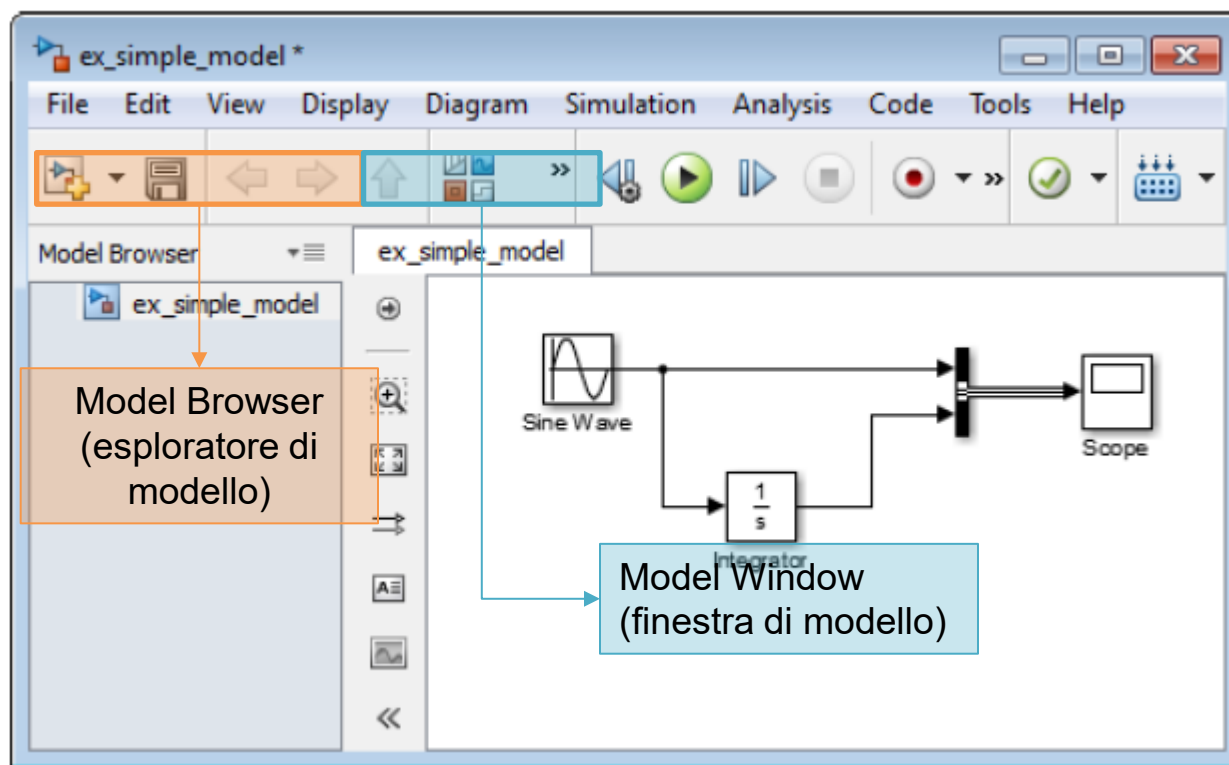 ex_simple_model *
File Edit View Display Diagram Simulation Analysis Code Tools Help
Model Browser
ex_simple_model
ex_simple_model
Sine Wave
1
s
Integrator
Scope
Model Browser
(esploratore di
modello)
Model Window
(finestra di modello)
A